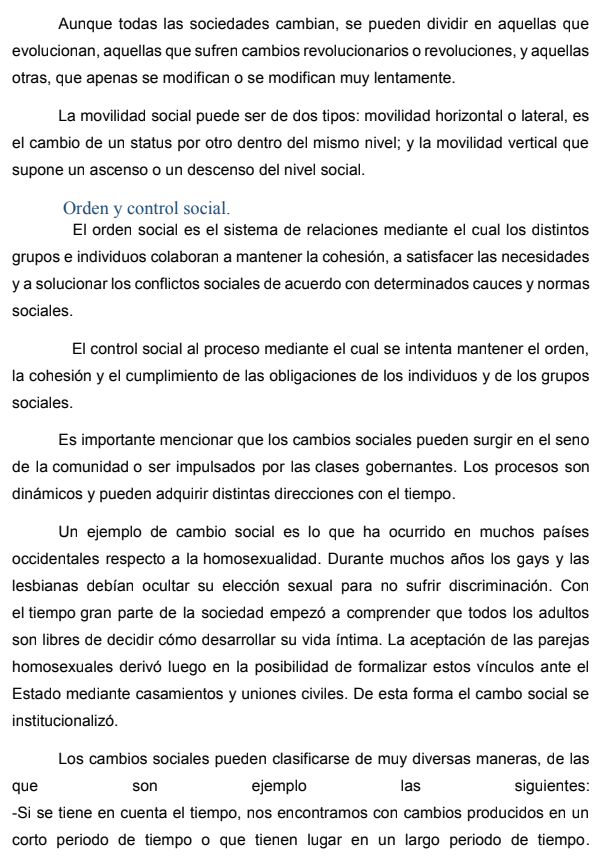 Aunque todas las sociedades cambian, se pueden dividir en aquellas que
evolucionan, aquellas que sufren cambios revolucionarios o revoluciones, y aquellas
otras, que apenas se modifican o se modifican muy lentamente.
La movilidad social puede ser de dos tipos: movilidad horizontal o lateral, es
el cambio de un status por otro dentro del mismo nivel; y la movilidad vertical que
supone un ascenso o un descenso del nivel social.
Orden y control social.
El orden social es el sistema de relaciones mediante el cual los distintos
grupos e individuos colaboran a mantener la cohesión, a satisfacer las necesidades
y a solucionar los conflictos sociales de acuerdo con determinados cauces y normas
sociales.
El control social al proceso mediante el cual se intenta mantener el orden,
la cohesión y el cumplimiento de las obligaciones de los individuos y de los grupos
sociales.
Es importante mencionar que los cambios sociales pueden surgir en el seno
de la comunidad o ser impulsados por las clases gobernantes. Los procesos son
dinámicos y pueden adquirir distintas direcciones con el tiempo.
Un ejemplo de cambio social es lo que ha ocurrido en muchos países
occidentales respecto a la homosexualidad. Durante muchos años los gays y las
lesbianas debían ocultar su elección sexual para no sufrir discriminación. Con
el tiempo gran parte de la sociedad empezó a comprender que todos los adultos
son libres de decidir cómo desarrollar su vida íntima. La aceptación de las parejas
homosexuales derivó luego en la posibilidad de formalizar estos vínculos ante el
Estado mediante casamientos y uniones civiles. De esta forma el cambo social se
institucionalizó.
Los cambios sociales pueden clasificarse de muy diversas maneras, de las
que son ejemplo las siguientes:
-Si se tiene en cuenta el tiempo, nos encontramos con cambios producidos en un
corto periodo de tiempo o que tienen lugar en un largo periodo de tiempo.